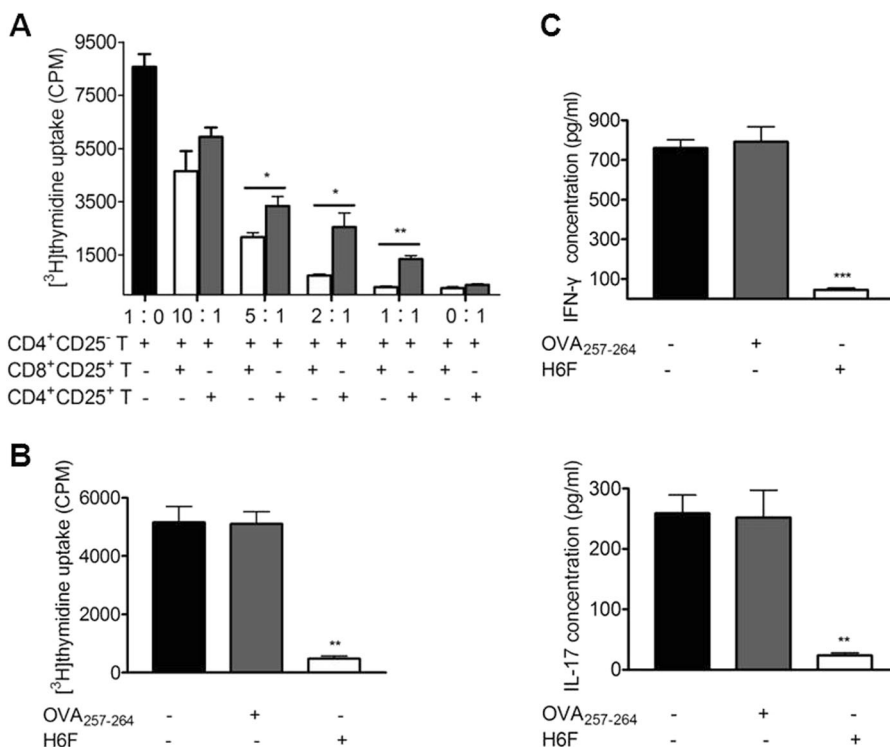 A
[³H]thymidine uptake (CPM)
9500
7500
5500
3500
1500
*
*
**
1 : 0 10 : 1 5 : 1 2 : 1 1 : 1 0 : 1
CD4⁺CD25⁻ T + + + + + + + + + + +
CD8⁺CD25⁺ T - + - + - + - + - + -
CD4⁺CD25⁺ T - - + - + - + - + - +
B
[³H]thymidine uptake (CPM)
6000
4000
2000
0
**
OVA₂₅₇₋₂₆₄ - + -
H6F - - +
C
IFN-γ concentration (pg/ml)
900
700
500
300
100
***
OVA₂₅₇₋₂₆₄ - + -
H6F - - +
IL-17 concentration (pg/ml)
300
200
100
0
**
OVA₂₅₇₋₂₆₄ - + -
H6F - - +